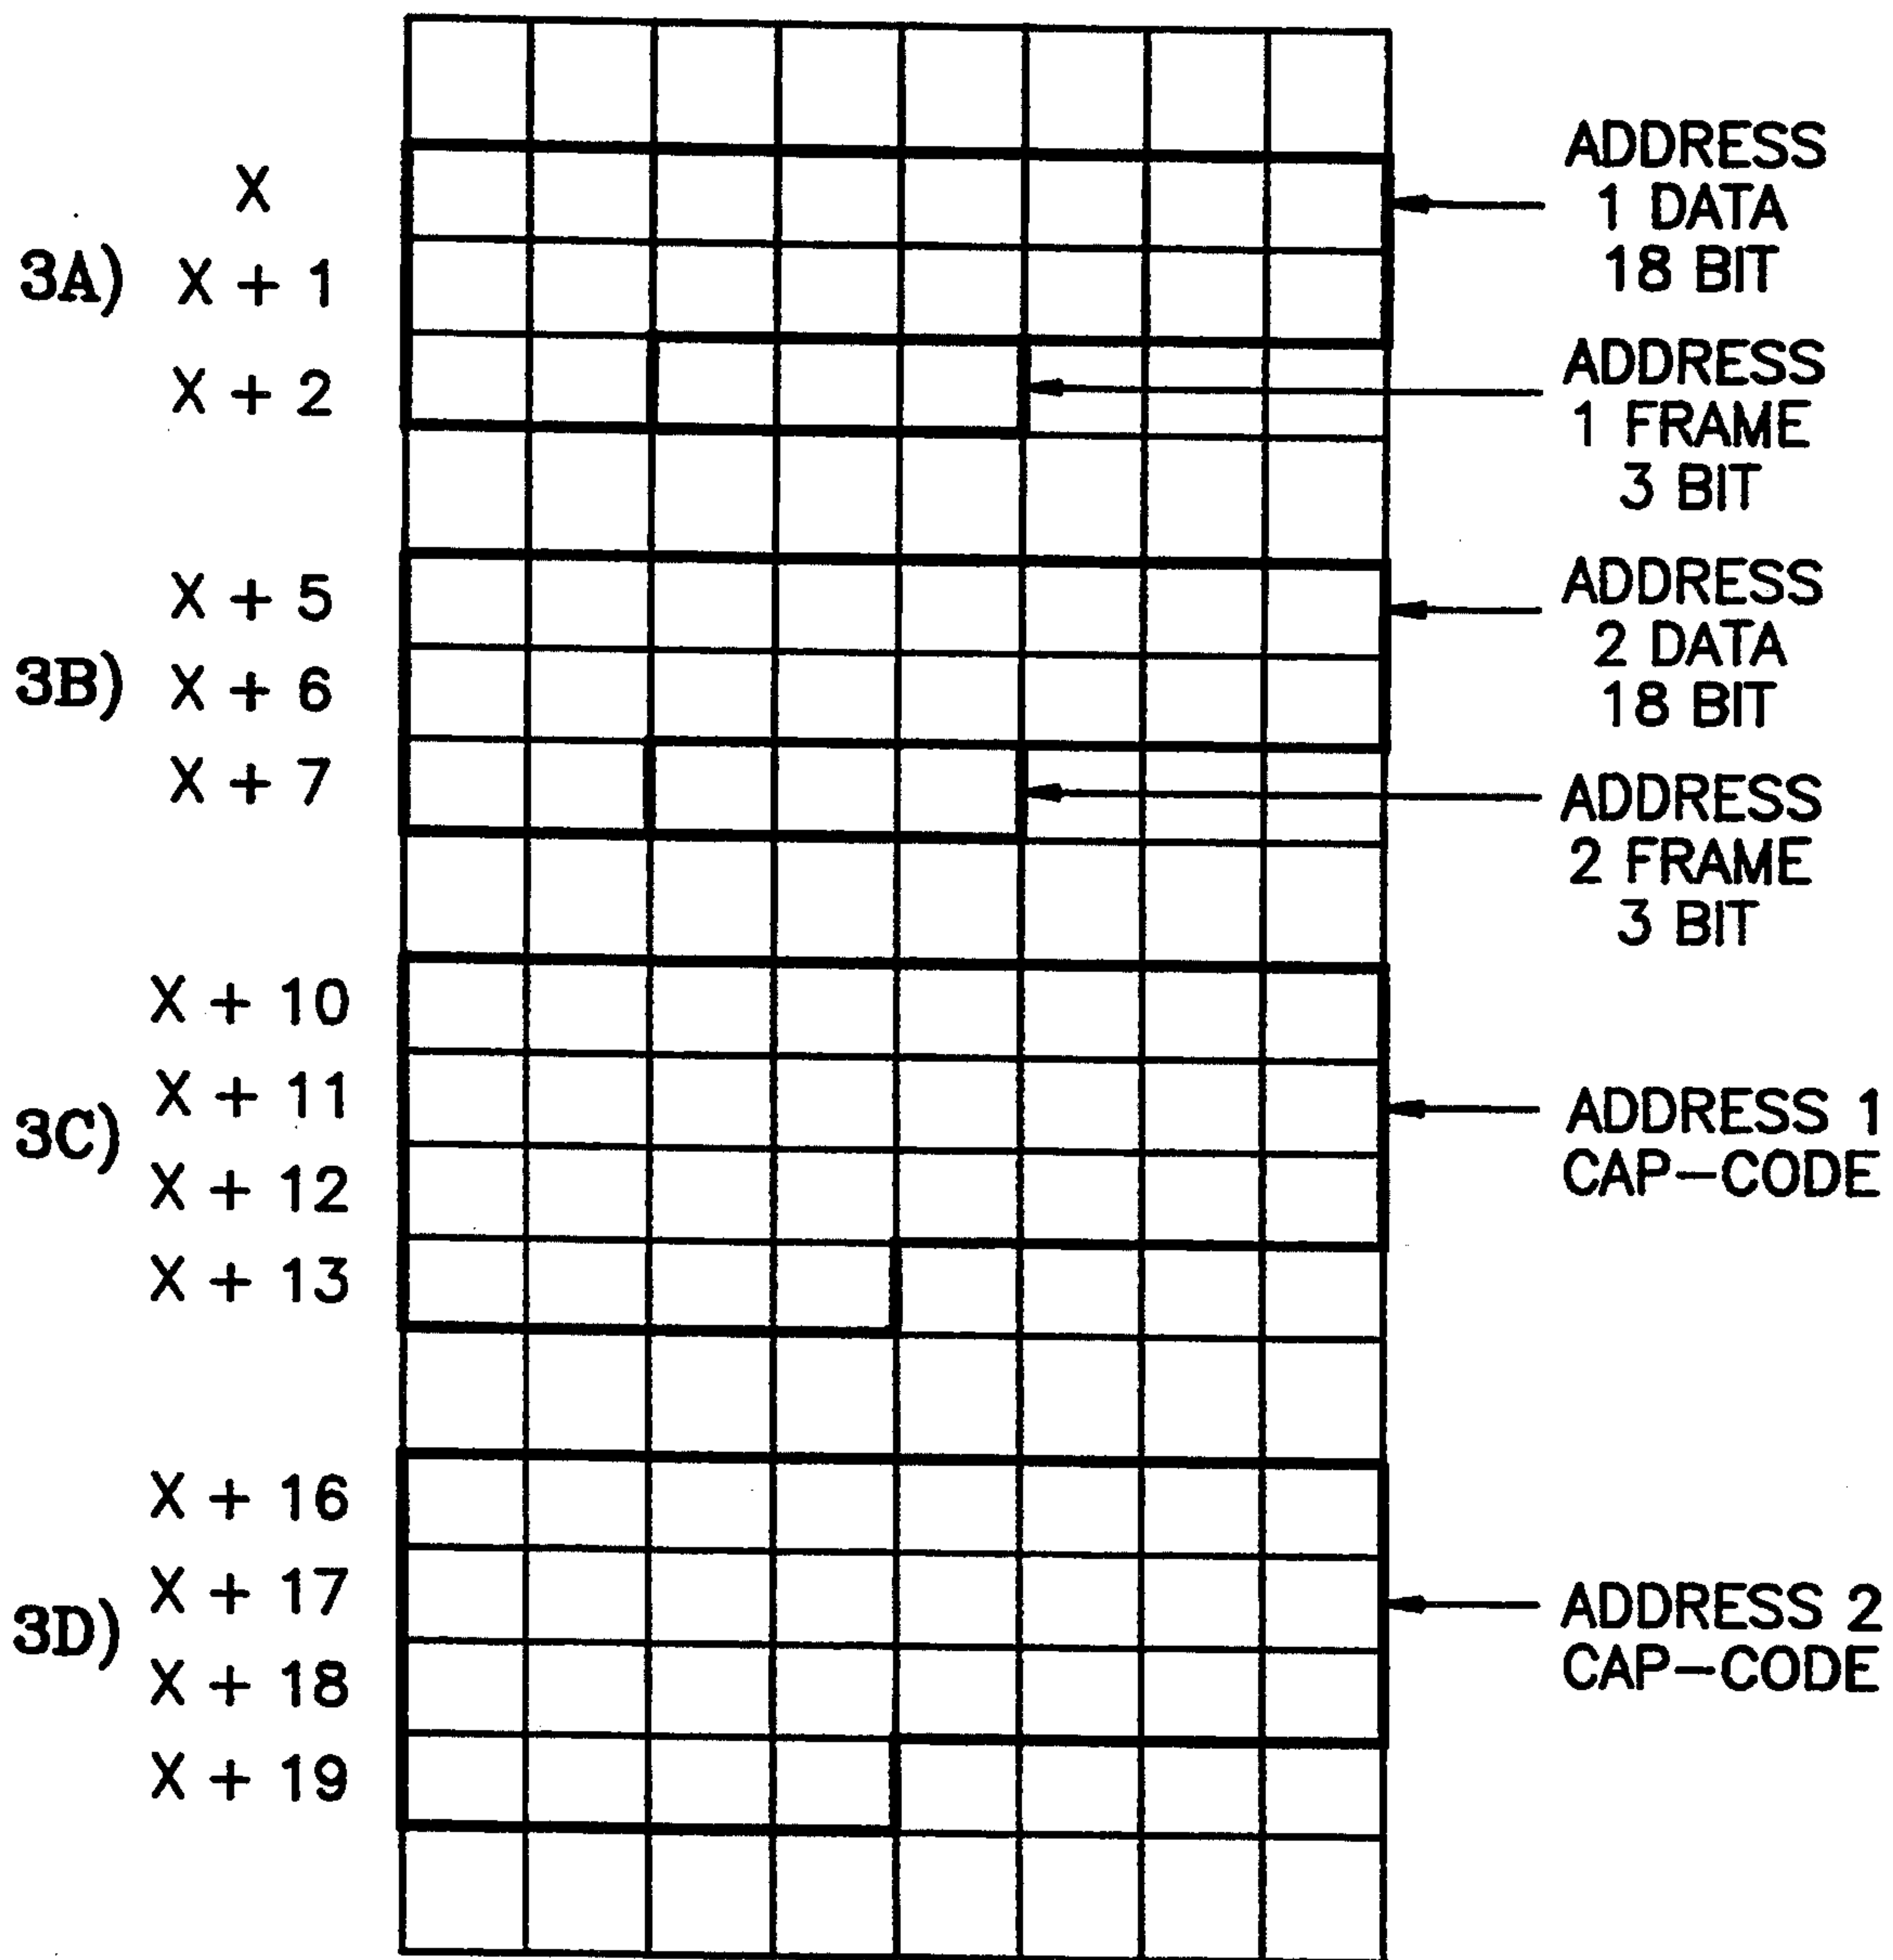 3A)
X
X + 1
X + 2
ADDRESS
1 DATA
18 BIT
ADDRESS
1 FRAME
3 BIT
3B)
X + 5
X + 6
X + 7
ADDRESS
2 DATA
18 BIT
ADDRESS
2 FRAME
3 BIT
3C)
X + 10
X + 11
X + 12
X + 13
ADDRESS 1
CAP-CODE
3D)
X + 16
X + 17
X + 18
X + 19
ADDRESS 2
CAP-CODE